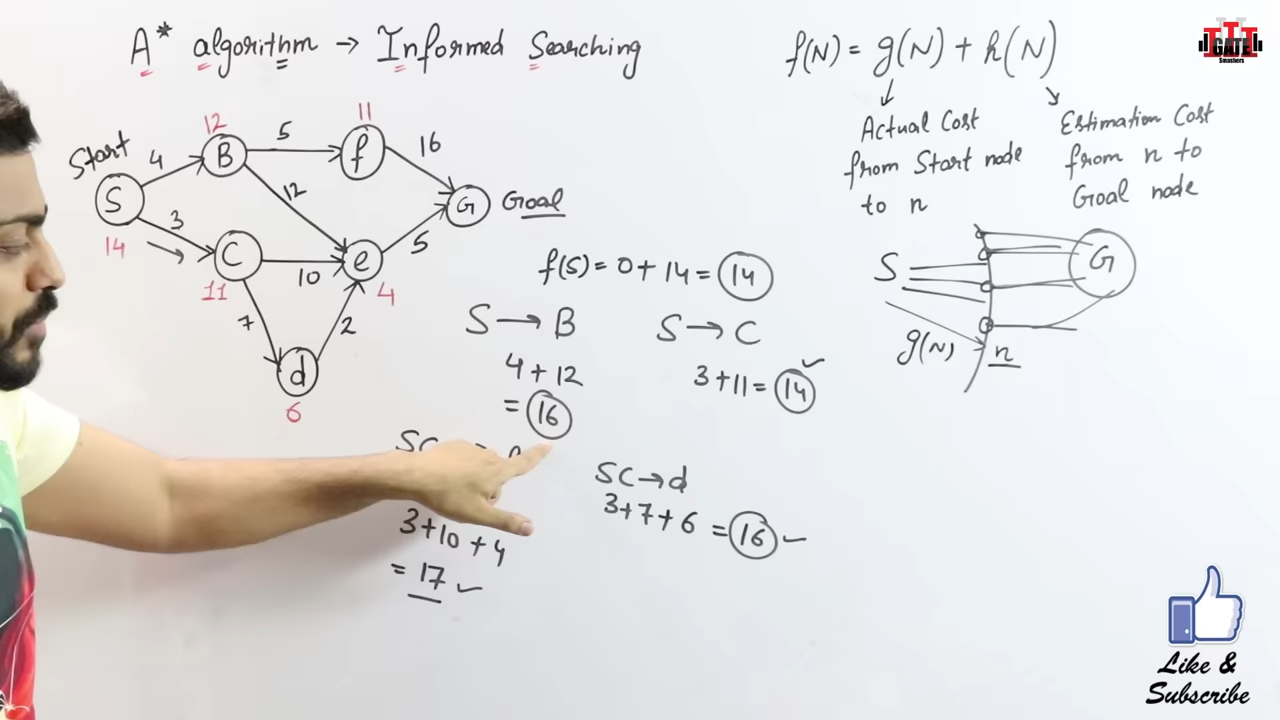 A* algorithm → Informed Searching
f(N) = g(N) + h(N)
Actual Cost
from Start node
to n
Estimation Cost
from n to
Goal node
Start
S
14
4
3
12
B
5
11
f
16
12
G Goal
C
11
10
e
4
5
7
2
d
6
f(S) = 0 + 14 = 14
S → B
4 + 12
= 16
S → C
3 + 11 = 14 ✓
SC
3 + 10 + 4
= 17 ✓
SC → d
3 + 7 + 6 = 16
S
G
g(N)
n
GATE
Smashers
Like &
Subscribe